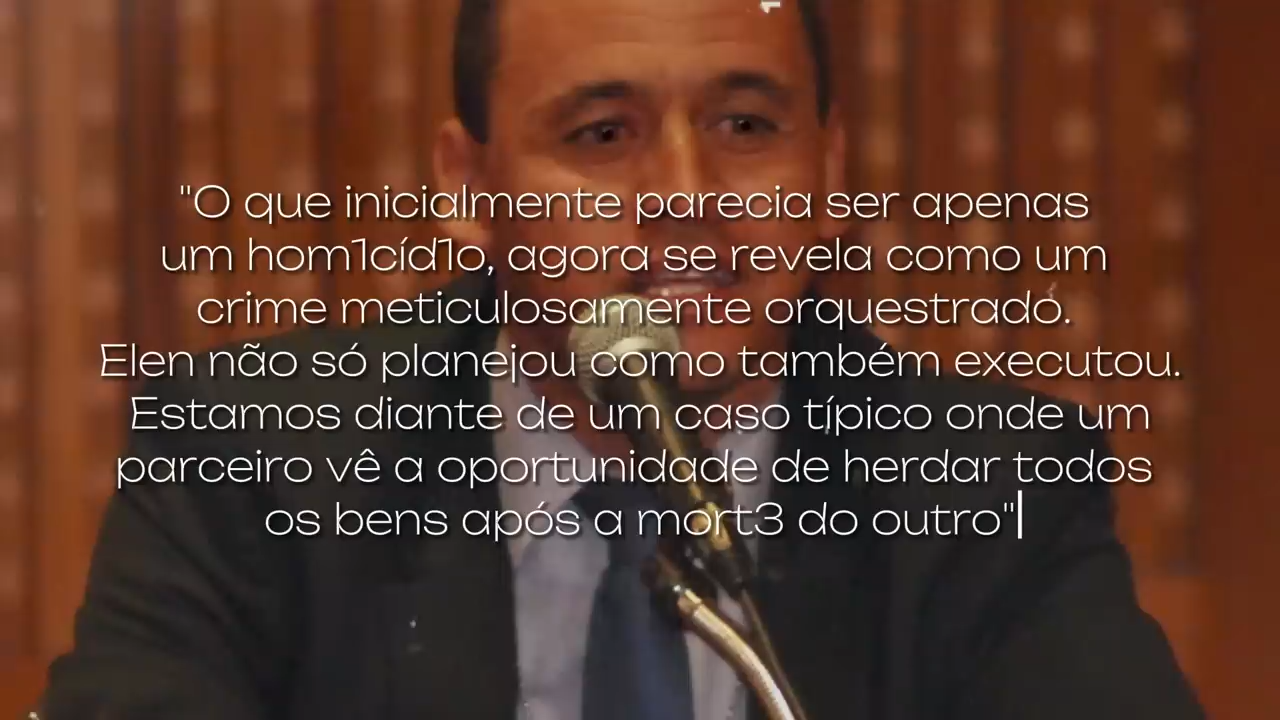 "O que inicialmente parecia ser apenas
um hom1cíd1o, agora se revela como um
crime meticulosamente orquestrado.
Elen não só planejou como também executou.
Estamos diante de um caso típico onde um
parceiro vê a oportunidade de herdar todos
os bens após a mort3 do outro"